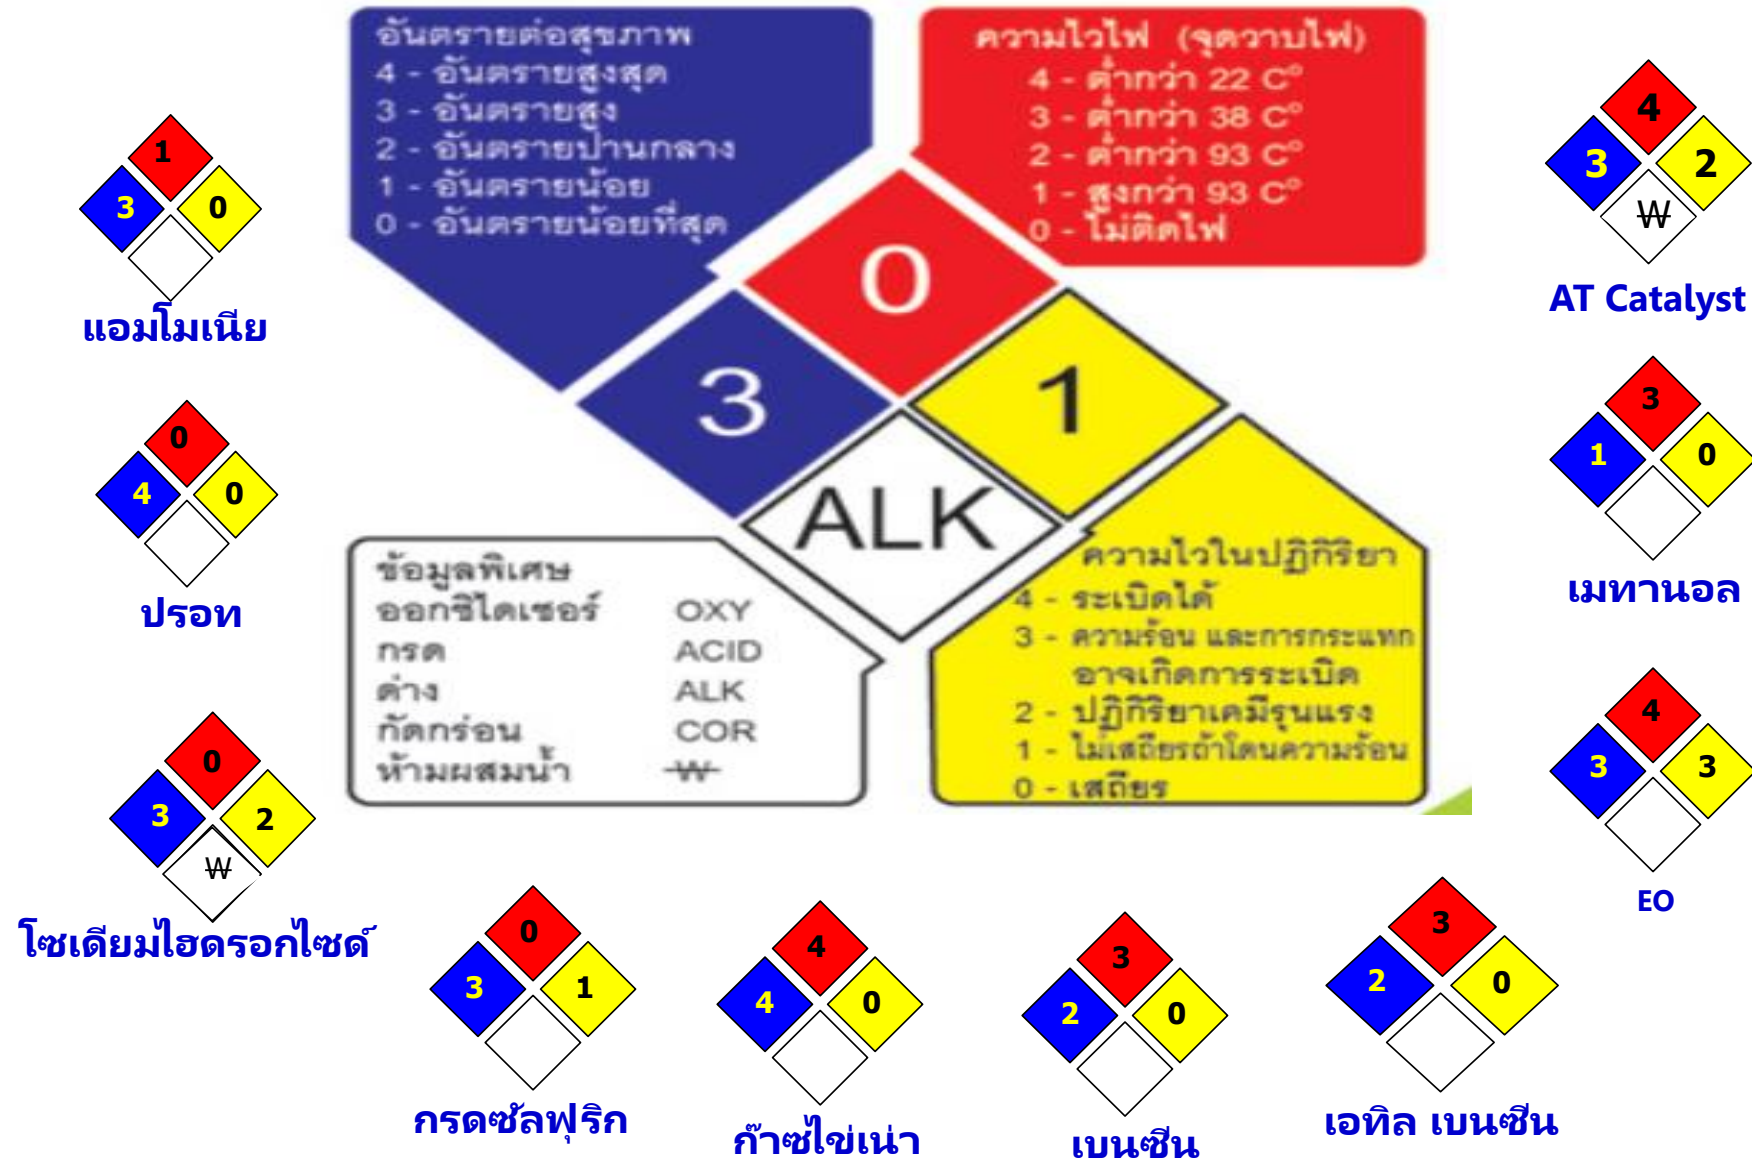 อันตรายต่อสุขภาพ
4 - อันตรายสูงสุด
3 - อันตรายสูง
2 - อันตรายปานกลาง
1 - อันตรายน้อย
0 - อันตรายน้อยที่สุด
ความไวไฟ (จุดวาบไฟ)
4 - ต่ำกว่า 22 C°
3 - ต่ำกว่า 38 C°
2 - ต่ำกว่า 93 C°
1 - สูงกว่า 93 C°
0 - ไม่ติดไฟ
0
3
1
ALK
ข้อมูลพิเศษ
ออกซิไดเซอร์ OXY
กรด ACID
ด่าง ALK
กัดกร่อน COR
ห้ามผสมน้ำ W
ความไวในปฏิกิริยา
4 - ระเบิดได้
3 - ความร้อน และการกระแทก
อาจเกิดการระเบิด
2 - ปฏิกิริยาเคมีรุนแรง
1 - ไม่เสถียรถ้าโดนความร้อน
0 - เสถียร
1
3 0
แอมโมเนีย
0
4 0
ปรอท
0
3 2
W
โซเดียมไฮดรอกไซด์
0
3 1
กรดซัลฟุริก
4
4 0
ก๊าซไข่เน่า
3
2 0
เบนซีน
3
2 0
เอทิล เบนซีน
4
3 2
W
AT Catalyst
3
1 0
เมทานอล
4
3 3
EO